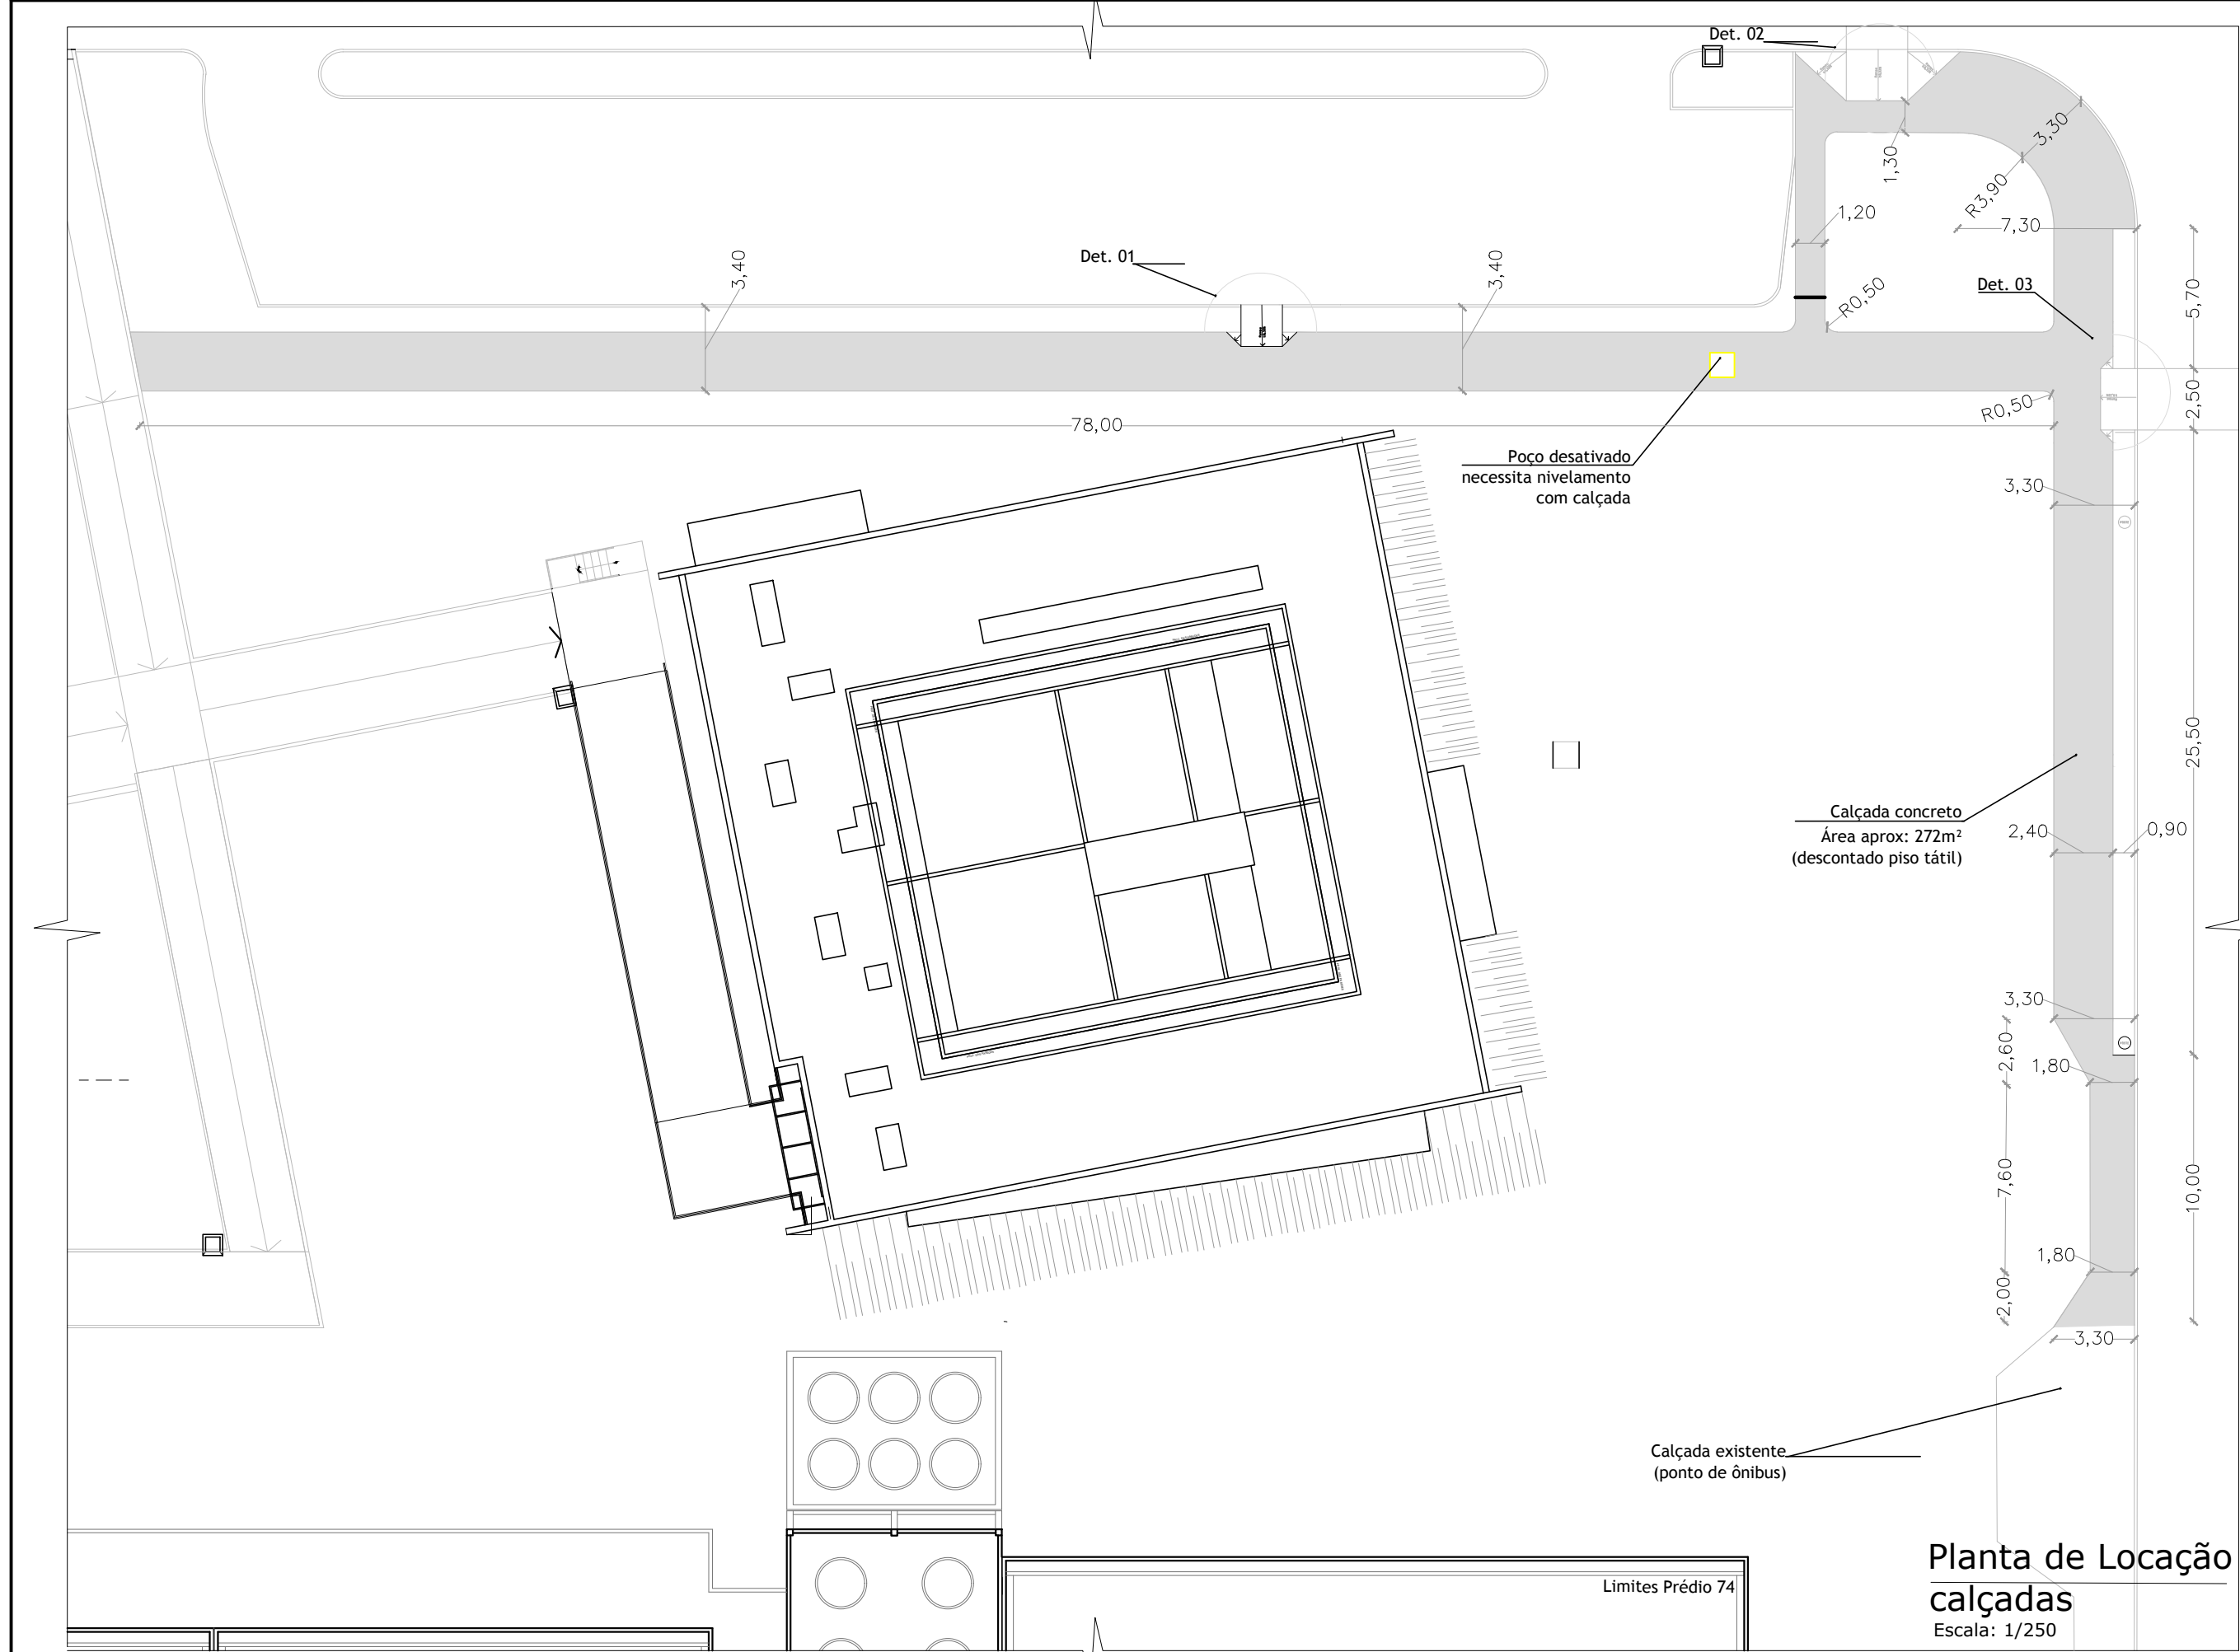 Det. 02
3,30
1,30
R3,90
1,20
7,30
3,40
Det. 01
3,40
Det. 03
R0,50
5,70
R0,50
2,50
78,00
Poço desativado
necessita nivelamento
com calçada
3,30
25,50
Calçada concreto
Área aprox: 272m²
(descontado piso tátil)
2,40
0,90
3,30
2,60
1,80
7,60
10,00
1,80
2,00
3,30
Calçada existente
(ponto de ônibus)
Limites Prédio 74
Planta de Locação
calçadas
Escala: 1/250